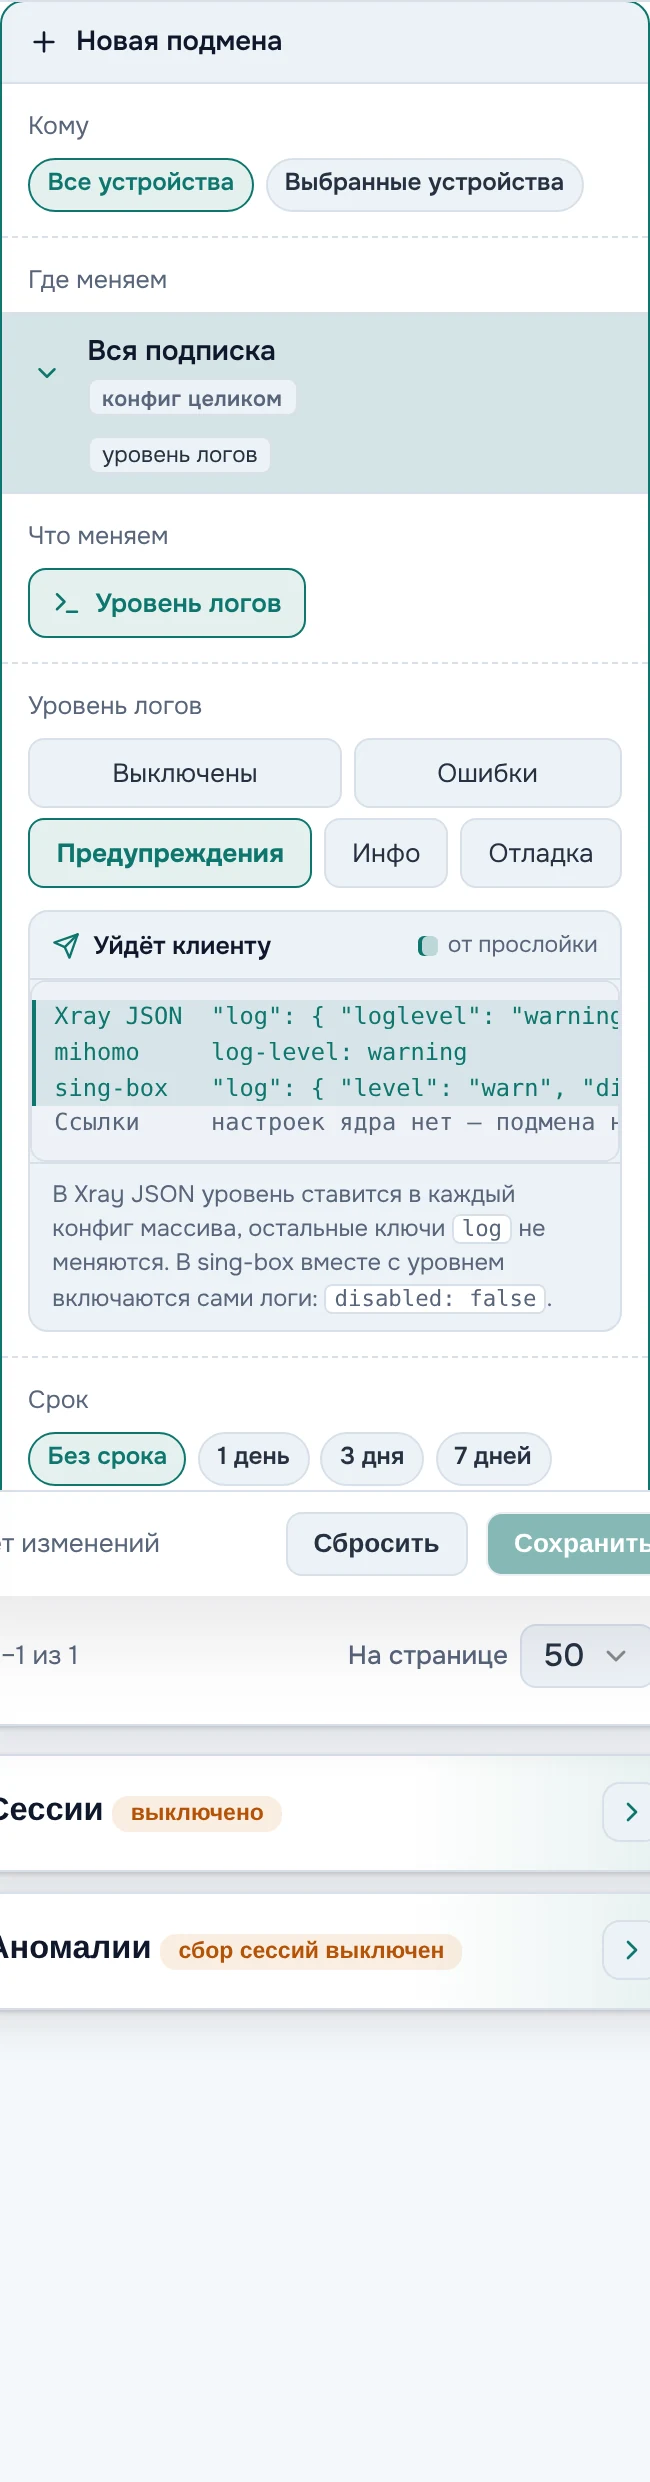 Новая подмена
Кому
Все устройства Выбранные устройства
Где меняем
Вся подписка
конфиг целиком
уровень логов
Что меняем
Уровень логов
Уровень логов
Выключены Ошибки
Предупреждения Инфо Отладка
Уйдёт клиенту от прослойки
Xray JSON "log": { "loglevel": "warning
mihomo log-level: warning
sing-box "log": { "level": "warn", "di
Ссылки настроек ядра нет — подмена н
В Xray JSON уровень ставится в каждый
конфиг массива, остальные ключи log не
меняются. В sing-box вместе с уровнем
включаются сами логи: disabled: false.
Срок
Без срока 1 день 3 дня 7 дней
ет изменений Сбросить Сохранить
–1 из 1 На странице 50
Сессии выключено
Аномалии сбор сессий выключен